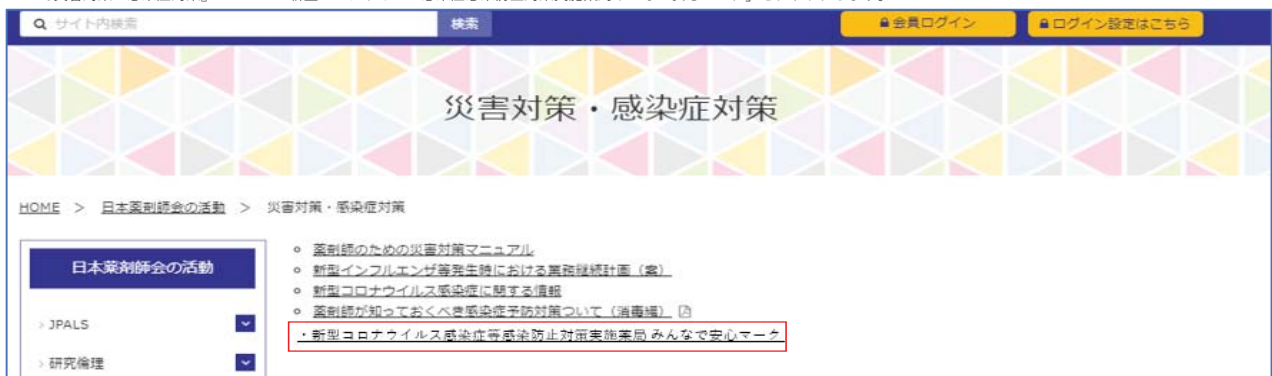 サイト内検索 検索 会員ログイン ログイン設定はこちら
災害対策・感染症対策
HOME > 日本薬剤師会の活動 > 災害対策・感染症対策
日本薬剤師会の活動
> JPALS
> 研究倫理
薬剤師のための災害対策マニュアル
新型インフルエンザ等発生時における業務継続計画（案）
新型コロナウイルス感染症に関する情報
薬剤師が知っておくべき感染症予防対策ついて（消毒編）
・新型コロナウイルス感染症等感染防止対策実施薬局 みんなで安心マーク